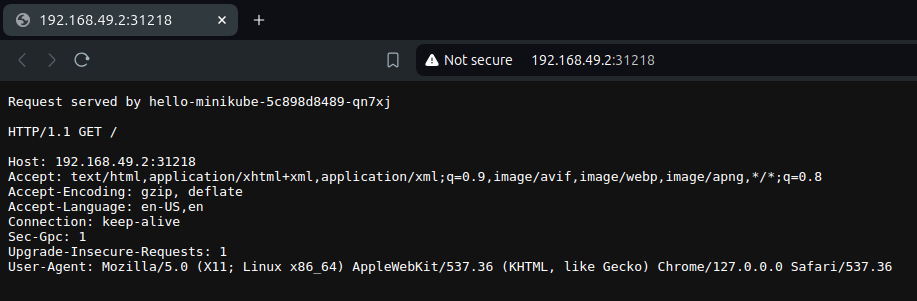 192.168.49.2:31218
Not secure 192.168.49.2:31218
Request served by hello-minikube-5c898d8489-qn7xj
HTTP/1.1 GET /
Host: 192.168.49.2:31218
Accept: text/html,application/xhtml+xml,application/xml;q=0.9,image/avif,image/webp,image/apng,*/*;q=0.8
Accept-Encoding: gzip, deflate
Accept-Language: en-US,en
Connection: keep-alive
Sec-Gpc: 1
Upgrade-Insecure-Requests: 1
User-Agent: Mozilla/5.0 (X11; Linux x86_64) AppleWebKit/537.36 (KHTML, like Gecko) Chrome/127.0.0.0 Safari/537.36